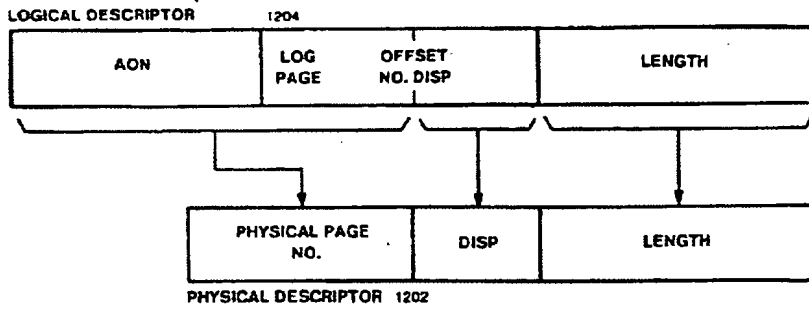 LOGICAL DESCRIPTOR 1204
AON
LOG
PAGE
OFFSET
NO. DISP
LENGTH
PHYSICAL PAGE
NO.
DISP
LENGTH
PHYSICAL DESCRIPTOR 1202